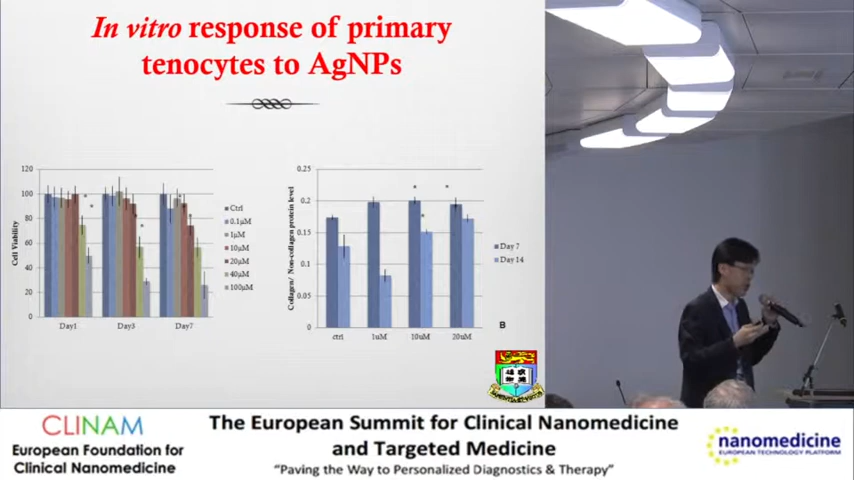 In vitro response of primary
tenocytes to AgNPs
120
100
80
60
40
20
0
Cell Viability
Day1
Day3
Day7
Ctrl
0.1μM
1μM
10μM
20μM
40μM
100μM
0.25
0.2
0.15
0.1
0.05
0
Collagen/ Non-collagen protein level
ctrl
1uM
10uM
20uM
Day 7
Day 14
B
CLINAM
European Foundation for
Clinical Nanomedicine
The European Summit for Clinical Nanomedicine
and Targeted Medicine
“Paving the Way to Personalized Diagnostics & Therapy”
nanomedicine
EUROPEAN TECHNOLOGY PLATFORM